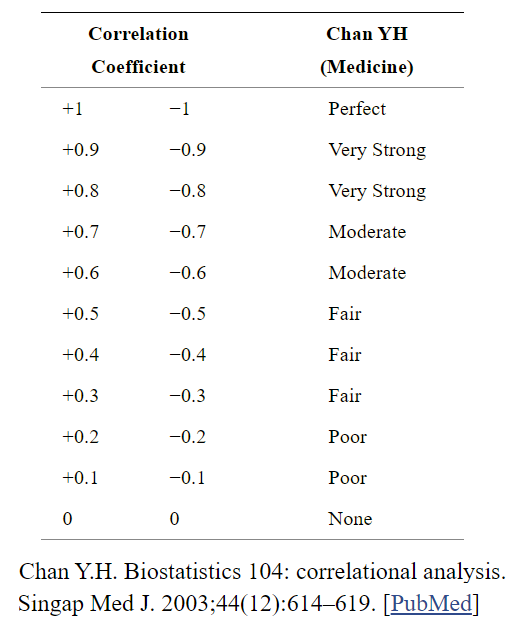 Correlation Chan YH
Coefficient (Medicine)
+1 −1 Perfect
+0.9 −0.9 Very Strong
+0.8 −0.8 Very Strong
+0.7 −0.7 Moderate
+0.6 −0.6 Moderate
+0.5 −0.5 Fair
+0.4 −0.4 Fair
+0.3 −0.3 Fair
+0.2 −0.2 Poor
+0.1 −0.1 Poor
0 0 None
Chan Y.H. Biostatistics 104: correlational analysis.
Singap Med J. 2003;44(12):614–619. [PubMed]